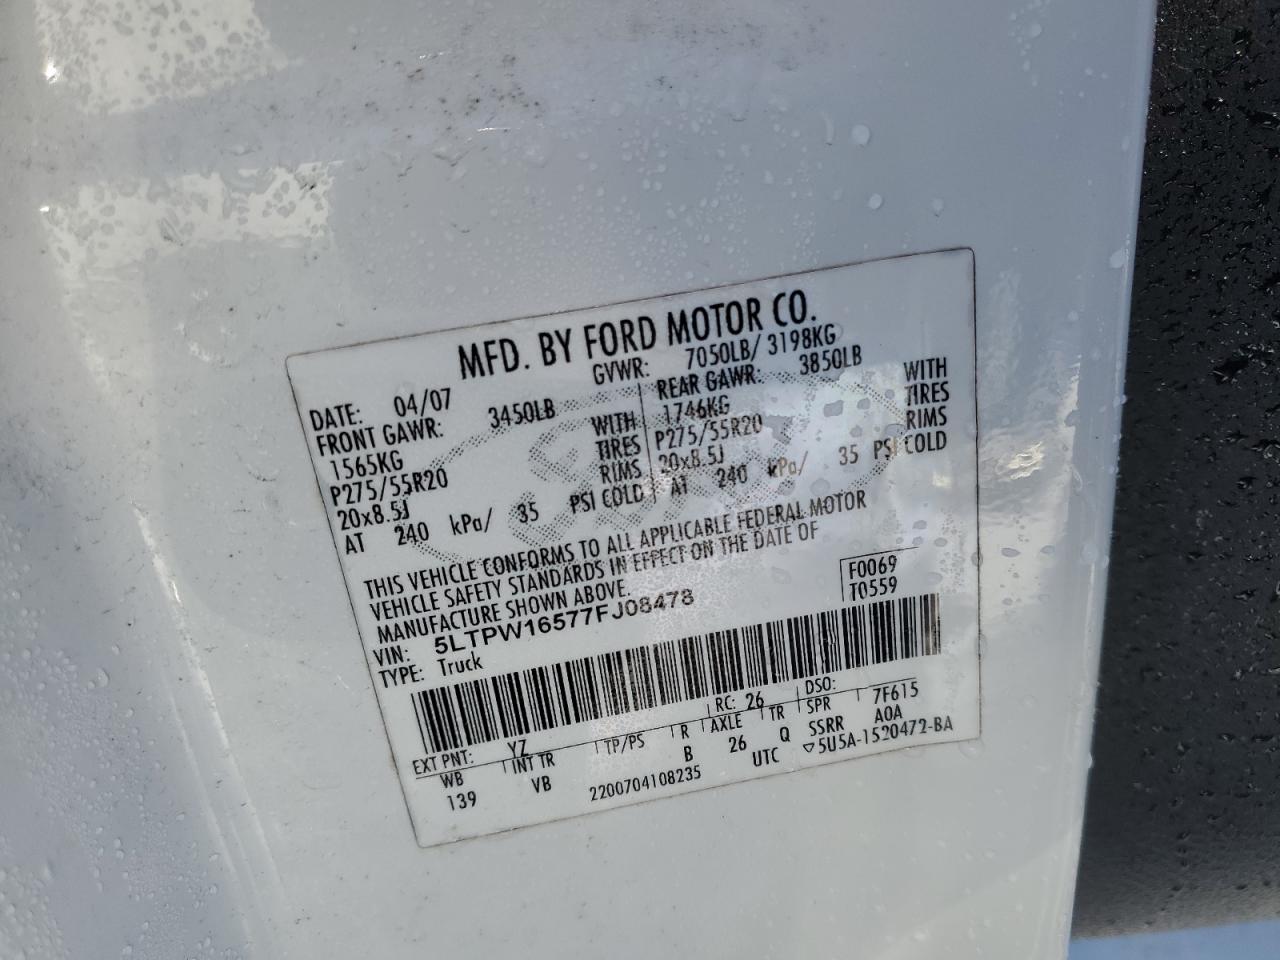 MFD. BY FORD MOTOR CO.
DATE: 04/07 GVWR: 7050LB/ 3198KG
FRONT GAWR: 3450LB REAR GAWR: 3850LB
1565KG WITH 1746KG WITH
P275/55R20 TIRES P275/55R20 TIRES
20x8.5J RIMS 20x8.5J RIMS
AT 240 kPa/ 35 PSI COLD AT 240 kPa/ 35 PSI COLD
THIS VEHICLE CONFORMS TO ALL APPLICABLE FEDERAL MOTOR
VEHICLE SAFETY STANDARDS IN EFFECT ON THE DATE OF
MANUFACTURE SHOWN ABOVE.
VIN: 5LTPW16577FJ08478 F0069
TYPE: Truck T0559
EXT PNT: YZ RC: 26 DSO: 7F615
WB INT TR TP/PS R AXLE TR SPR
139 VB B 26 Q SSRR A0A
2200704108235 UTC ▽5U5A-1520472-BA